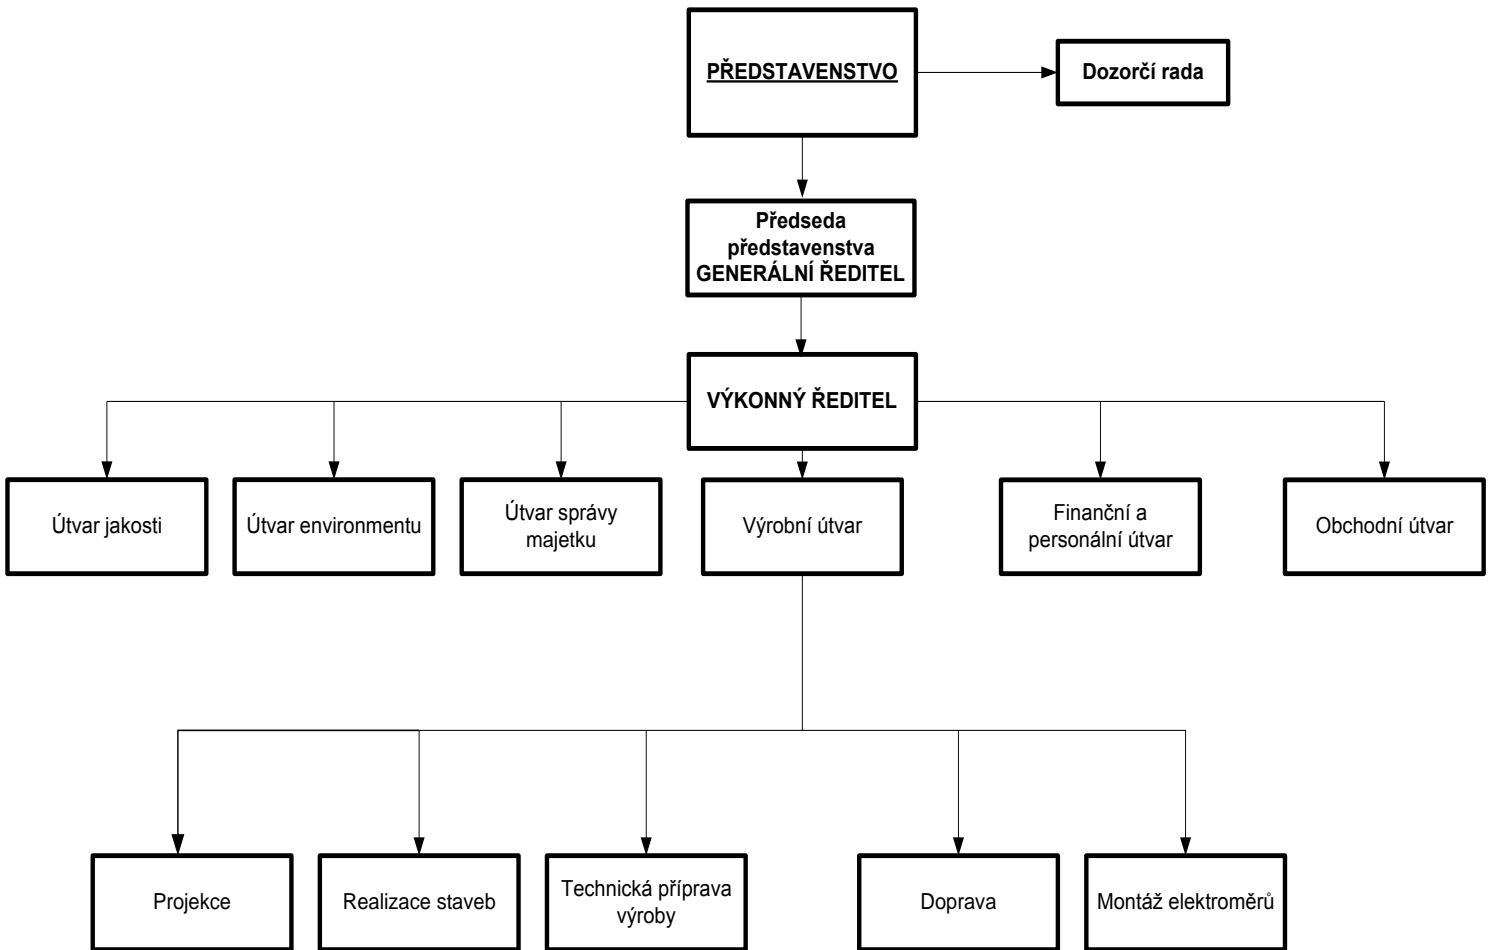 PŘEDSTAVENSTVO
Dozorčí rada
Předseda
představenstva
GENERÁLNÍ ŘEDITEL
VÝKONNÝ ŘEDITEL
Útvar jakosti
Útvar environmentu
Útvar správy
majetku
Výrobní útvar
Finanční a
personální útvar
Obchodní útvar
Projekce
Realizace staveb
Technická příprava
výroby
Doprava
Montáž elektroměrů